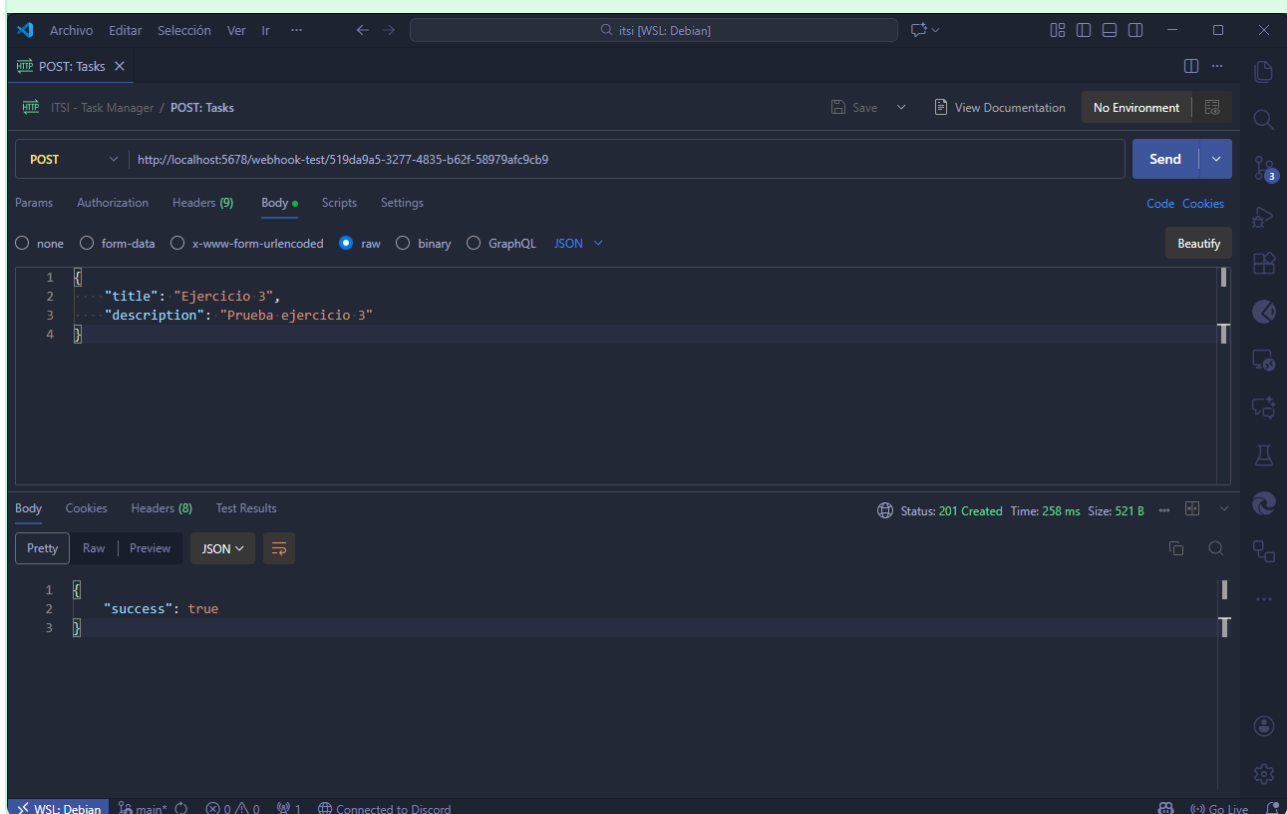 Archivo Editar Selección Ver Ir ··· itsi [WSL: Debian]
HTTP POST: Tasks
HTTP ITSI - Task Manager / POST: Tasks Save View Documentation No Environment
POST http://localhost:5678/webhook-test/519da9a5-3277-4835-b62f-58979afc9cb9 Send
3
Params Authorization Headers (9) Body Scripts Settings Code Cookies
none form-data x-www-form-urlencoded raw binary GraphQL JSON Beautify
1 {
2 "title": "Ejercicio 3",
3 "description": "Prueba ejercicio 3"
4 }
Body Cookies Headers (8) Test Results Status: 201 Created Time: 258 ms Size: 521 B
Pretty Raw | Preview JSON
1 {
2 "success": true
3 }
WSL: Debian main* 0 0 1 Connected to Discord Go Live